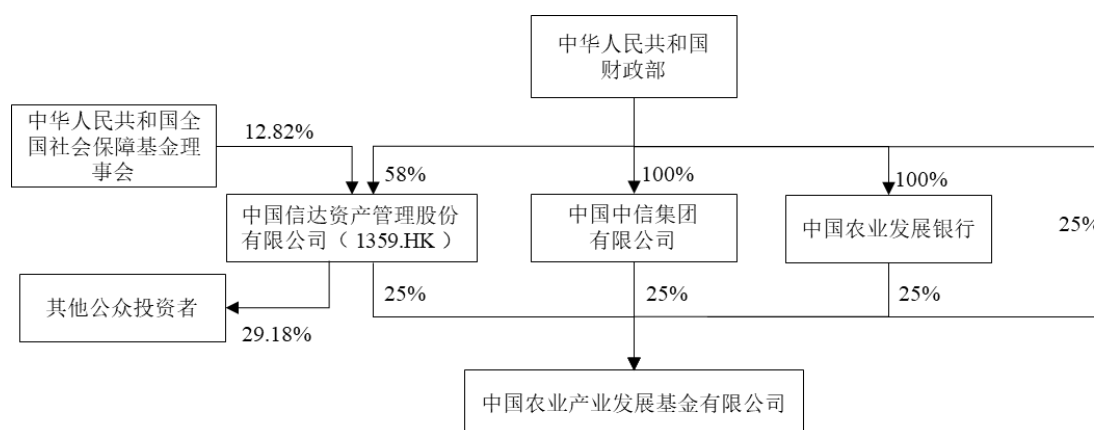 中华人民共和国
财政部
中华人民共和国全
国社会保障基金理
事会
12.82%
58%
100%
100%
中国信达资产管理股份
有限公司（1359.HK）
中国中信集团
有限公司
中国农业发展银行
25%
其他公众投资者
29.18%
25%
25%
25%
中国农业产业发展基金有限公司